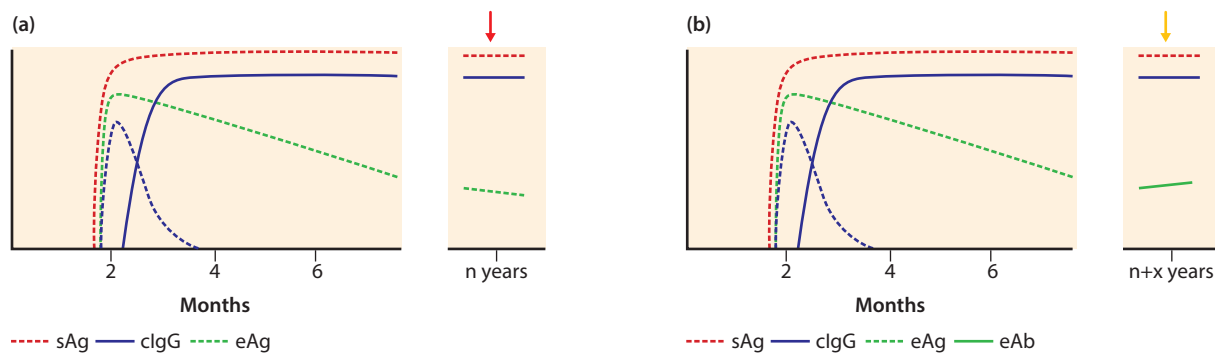 (a)
2 4 6
Months
n years
sAg cIgG eAg
(b)
2 4 6
Months
n+x years
sAg cIgG eAg eAb